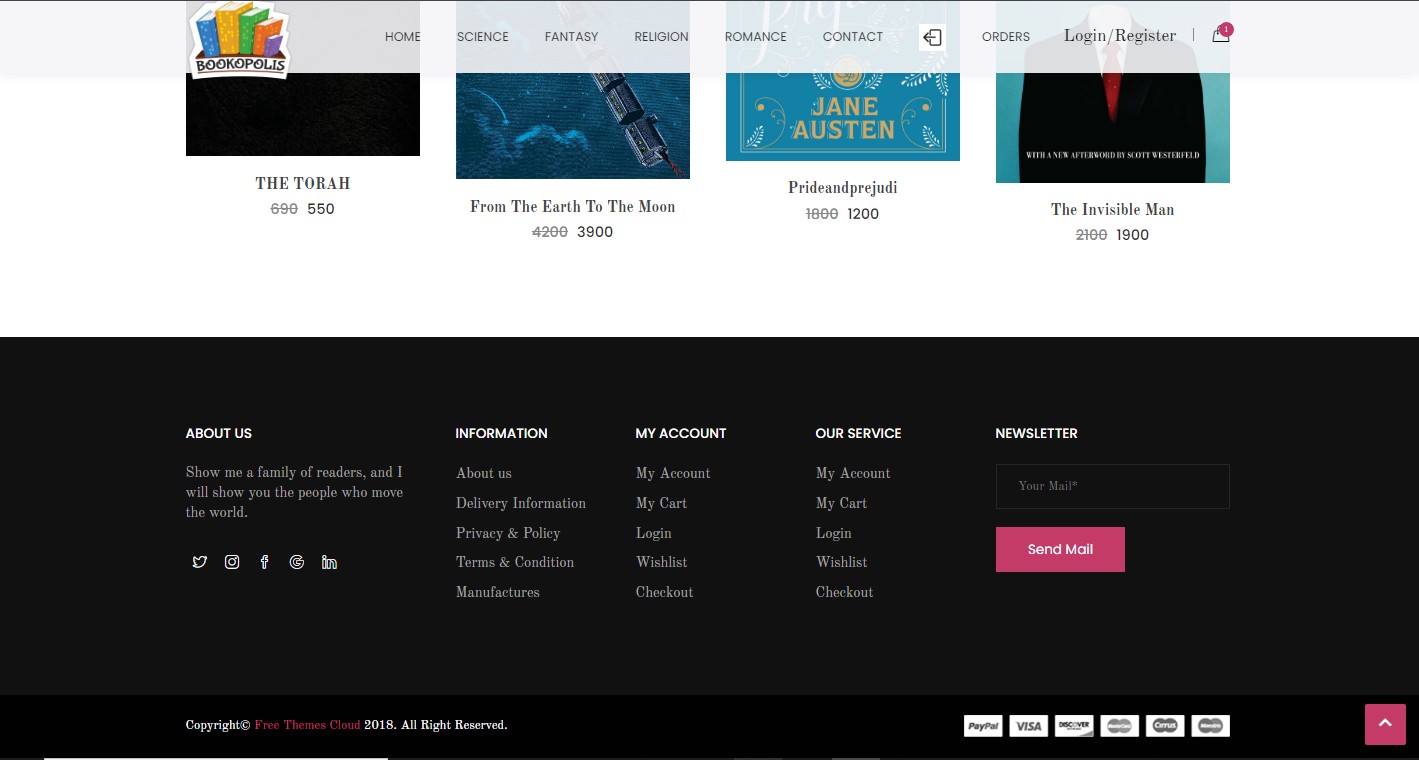 BOOKOPOLIS
HOME
SCIENCE
FANTASY
RELIGION
ROMANCE
CONTACT
ORDERS
Login/Register
1
JANE
AUSTEN
WITH A NEW AFTERWORD BY SCOTT WESTERFELD
THE TORAH
690 550
From The Earth To The Moon
4200 3900
Prideandprejudi
1800 1200
The Invisible Man
2100 1900
ABOUT US
Show me a family of readers, and I
will show you the people who move
the world.
INFORMATION
About us
Delivery Information
Privacy & Policy
Terms & Condition
Manufactures
MY ACCOUNT
My Account
My Cart
Login
Wishlist
Checkout
OUR SERVICE
My Account
My Cart
Login
Wishlist
Checkout
NEWSLETTER
Your Mail*
Send Mail
Copyright© Free Themes Cloud 2018. All Right Reserved.
PayPal
VISA
DISCOVER
MasterCard
Cirrus
Maestro